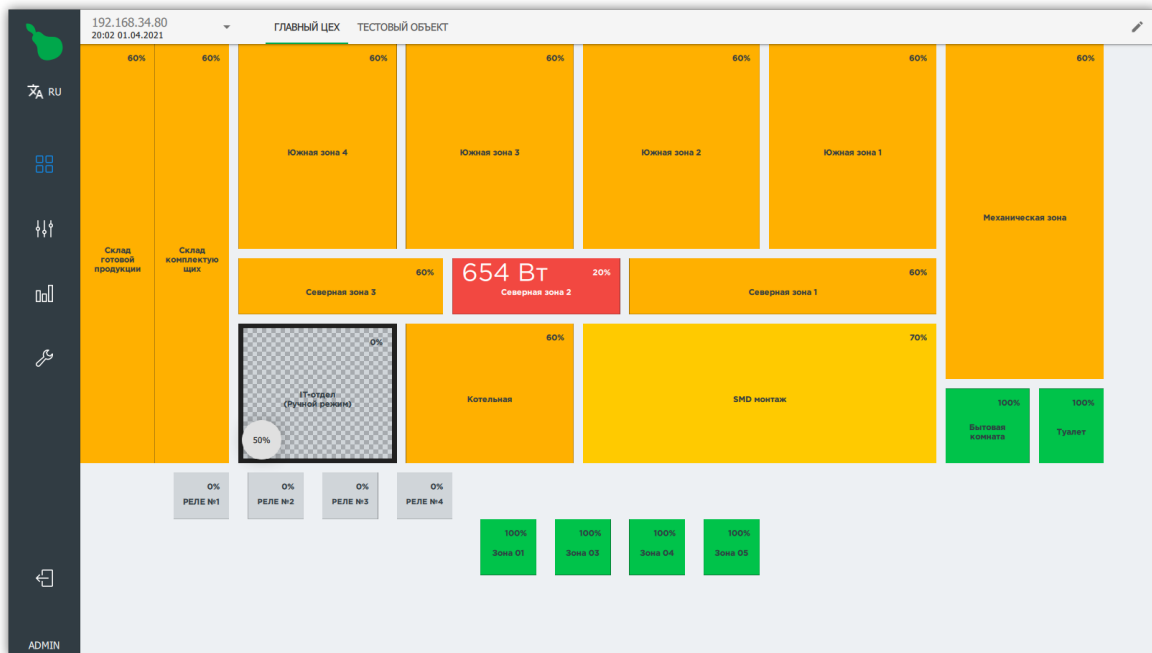 192.168.34.80
20:02 01.04.2021
ГЛАВНЫЙ ЦЕХ
ТЕСТОВЫЙ ОБЪЕКТ
RU
60%
60%
60%
60%
60%
60%
60%
Южная зона 4
Южная зона 3
Южная зона 2
Южная зона 1
Механическая зона
Склад
готовой
продукции
Склад
комплектую
щих
60%
Северная зона 3
654 Вт
20%
Северная зона 2
60%
Северная зона 1
0%
IT-отдел
(Ручной режим)
50%
60%
Котельная
70%
SMD монтаж
100%
Бытовая
комната
100%
Туалет
0%
РЕЛЕ №1
0%
РЕЛЕ №2
0%
РЕЛЕ №3
0%
РЕЛЕ №4
100%
Зона 01
100%
Зона 03
100%
Зона 04
100%
Зона 05
ADMIN